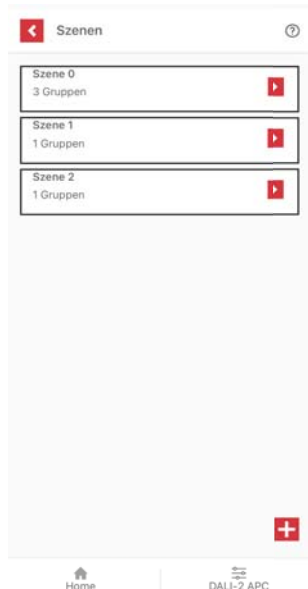 Szenen
Szene 0
3 Gruppen
Szene 1
1 Gruppen
Szene 2
1 Gruppen
Home
DALI-2 APC